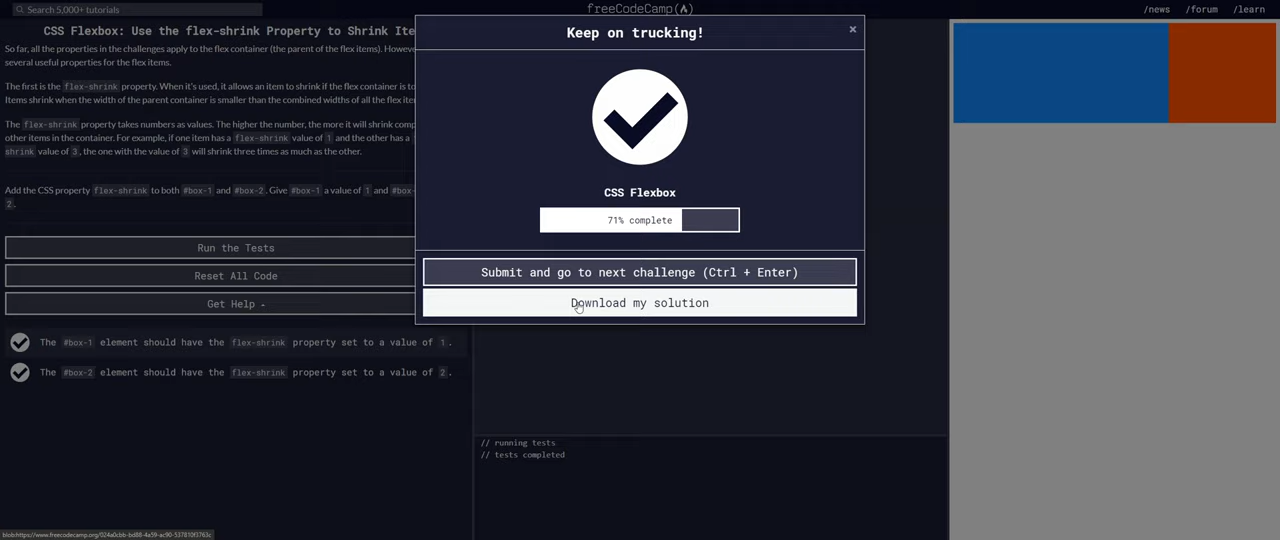 Search 5,000+ tutorials
freeCodeCamp
/news
/forum
/learn
CSS Flexbox: Use the flex-shrink Property to Shrink Ite
So far, all the properties in the challenges apply to the flex container (the parent of the flex items). Howeve
several useful properties for the flex items.
The first is the flex-shrink property. When it's used, it allows an item to shrink if the flex container is to
Items shrink when the width of the parent container is smaller than the combined widths of all the flex iter
The flex-shrink property takes numbers as values. The higher the number, the more it will shrink comp
other items in the container. For example, if one item has a flex-shrink value of 1 and the other has a
shrink value of 3, the one with the value of 3 will shrink three times as much as the other.
Add the CSS property flex-shrink to both #box-1 and #box-2. Give #box-1 a value of 1 and #box-
2.
Run the Tests
Reset All Code
Get Help
The #box-1 element should have the flex-shrink property set to a value of 1.
The #box-2 element should have the flex-shrink property set to a value of 2.
Keep on trucking!
×
CSS Flexbox
71% complete
Submit and go to next challenge (Ctrl + Enter)
Download my solution
// running tests
// tests completed